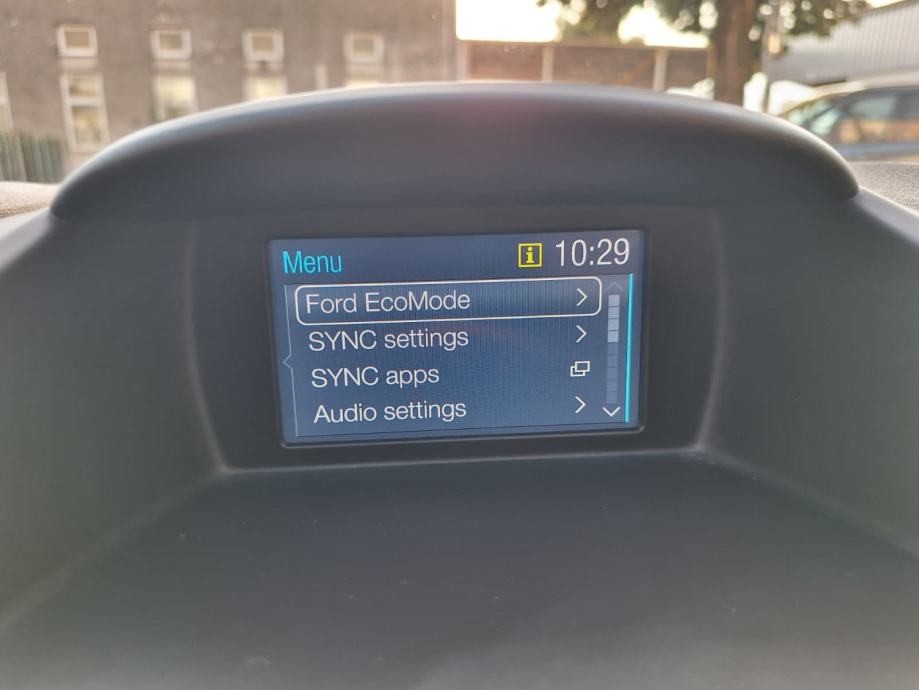 Menu i 10:29
Ford EcoMode
SYNC settings
SYNC apps
Audio settings